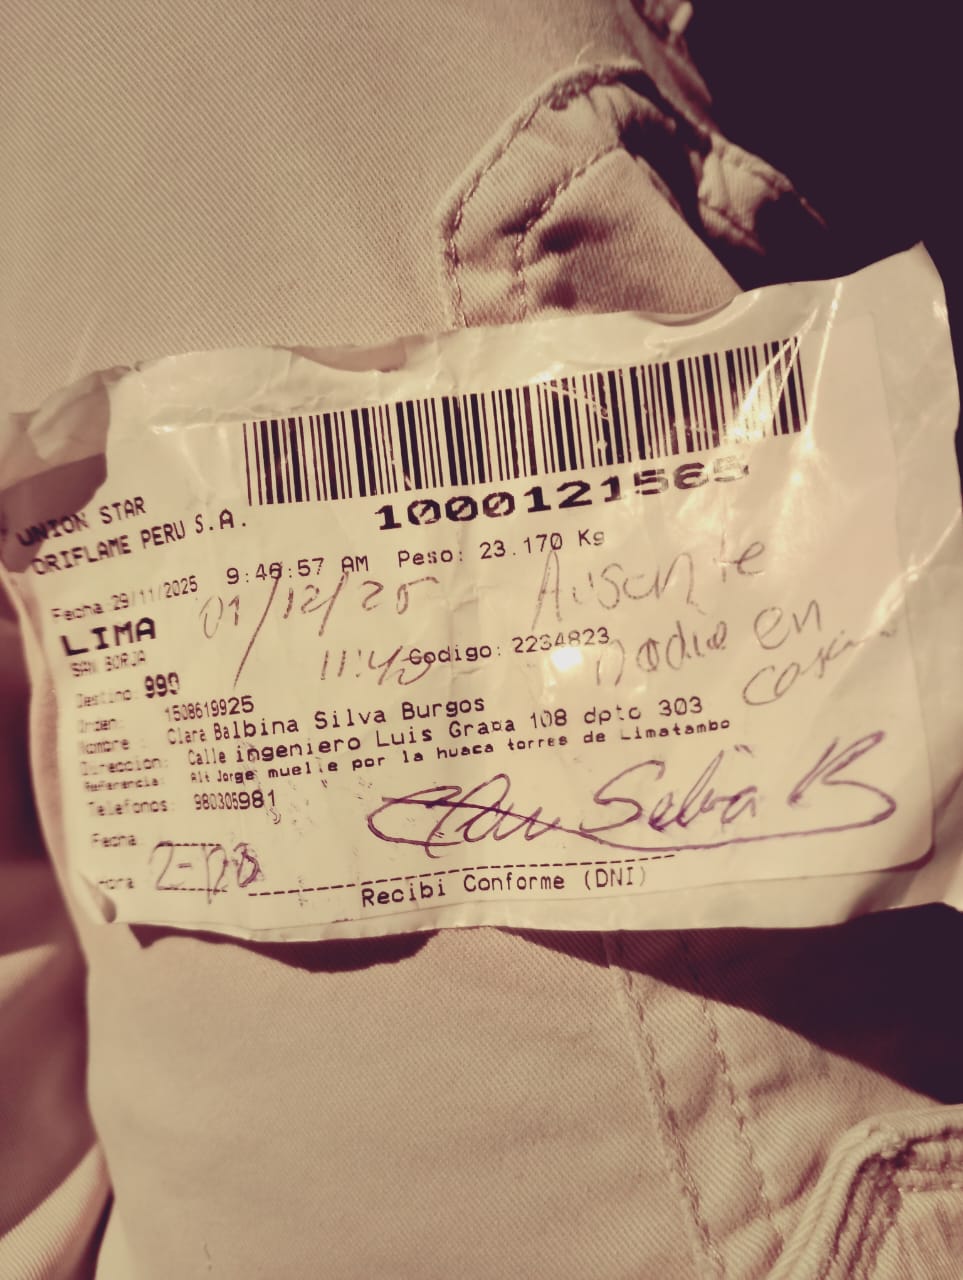 1000121565
UNION STAR
ORIFLAME PERU S.A.
Fecha 29/11/2025 9:46:57 AM Peso: 23.170 Kg
01/12/25 Ausente
LIMA
SAN BORJA
11:45 Codigo: 2234823 nadie en
casa
Destino 990
Orden: 1508619925
Nombre : Clara Balbina Silva Burgos
Direccion: Calle ingeniero Luis Grana 108 dpto 303
Referencia: Alt Jorge muelle por la huaca torres de Limatambo
Telefonos: 980305981
Silva B
Fecha
Hora
Recibi Conforme (DNI)